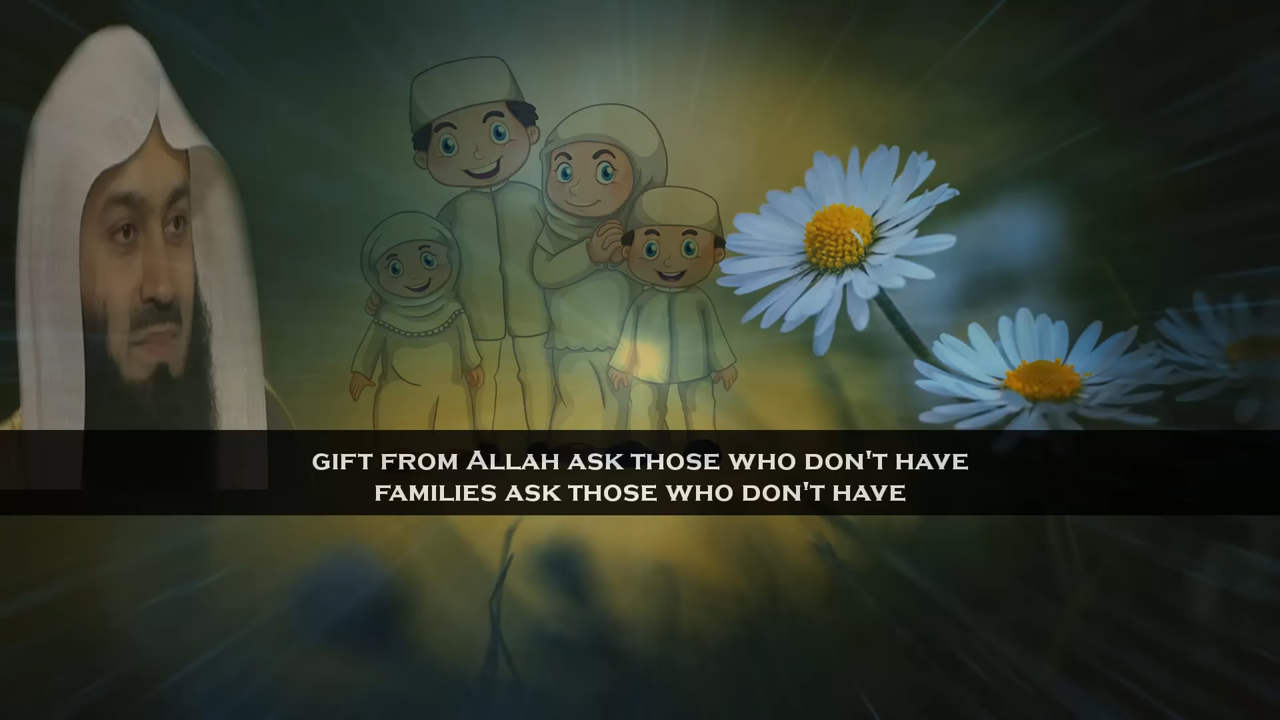 GIFT FROM ALLAH ASK THOSE WHO DON'T HAVE
FAMILIES ASK THOSE WHO DON'T HAVE